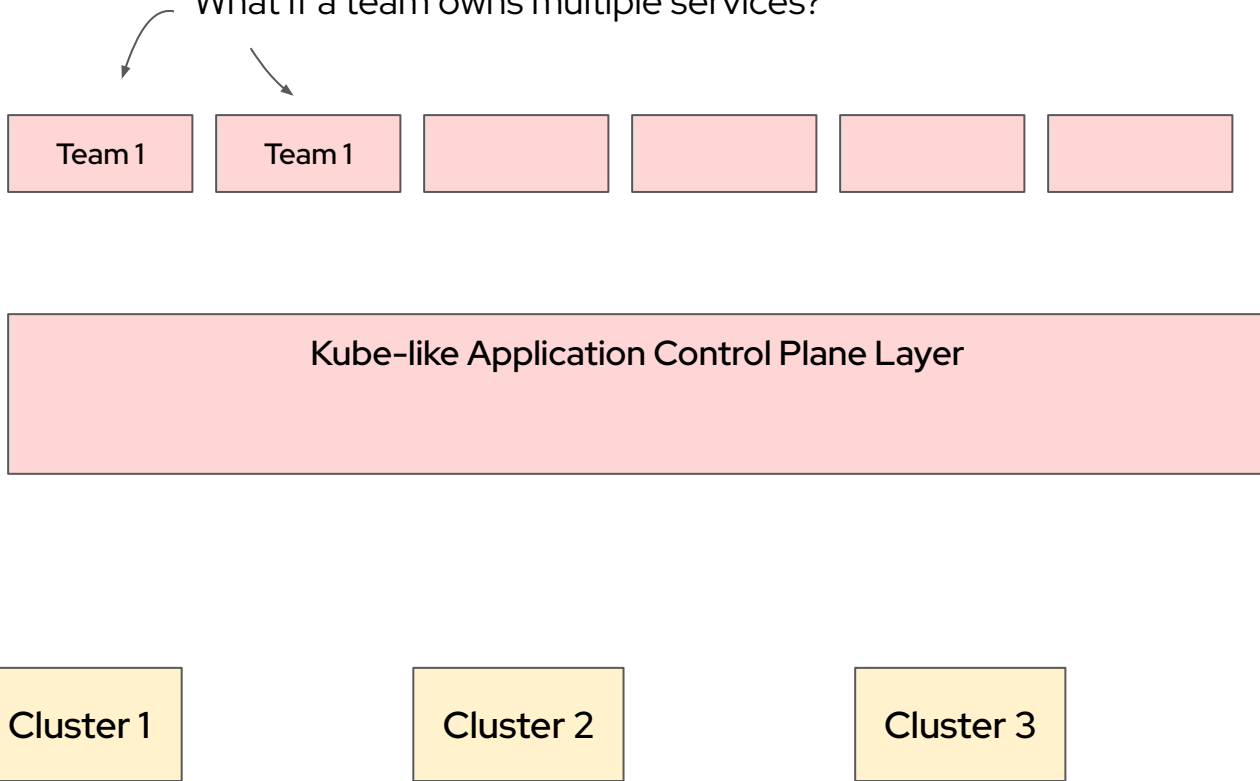 What if a team owns multiple services?
Team 1
Team 1
Kube-like Application Control Plane Layer
Cluster 1
Cluster 2
Cluster 3